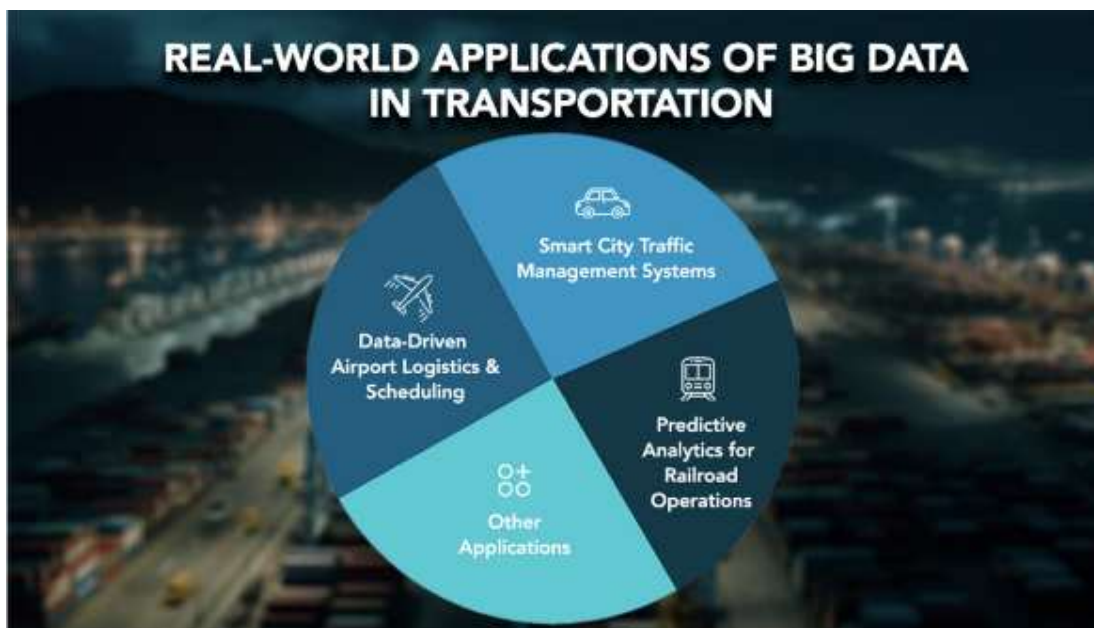 REAL-WORLD APPLICATIONS OF BIG DATA
IN TRANSPORTATION
Smart City Traffic
Management Systems
Data-Driven
Airport Logistics &
Scheduling
Predictive
Analytics for
Railroad
Operations
Other
Applications